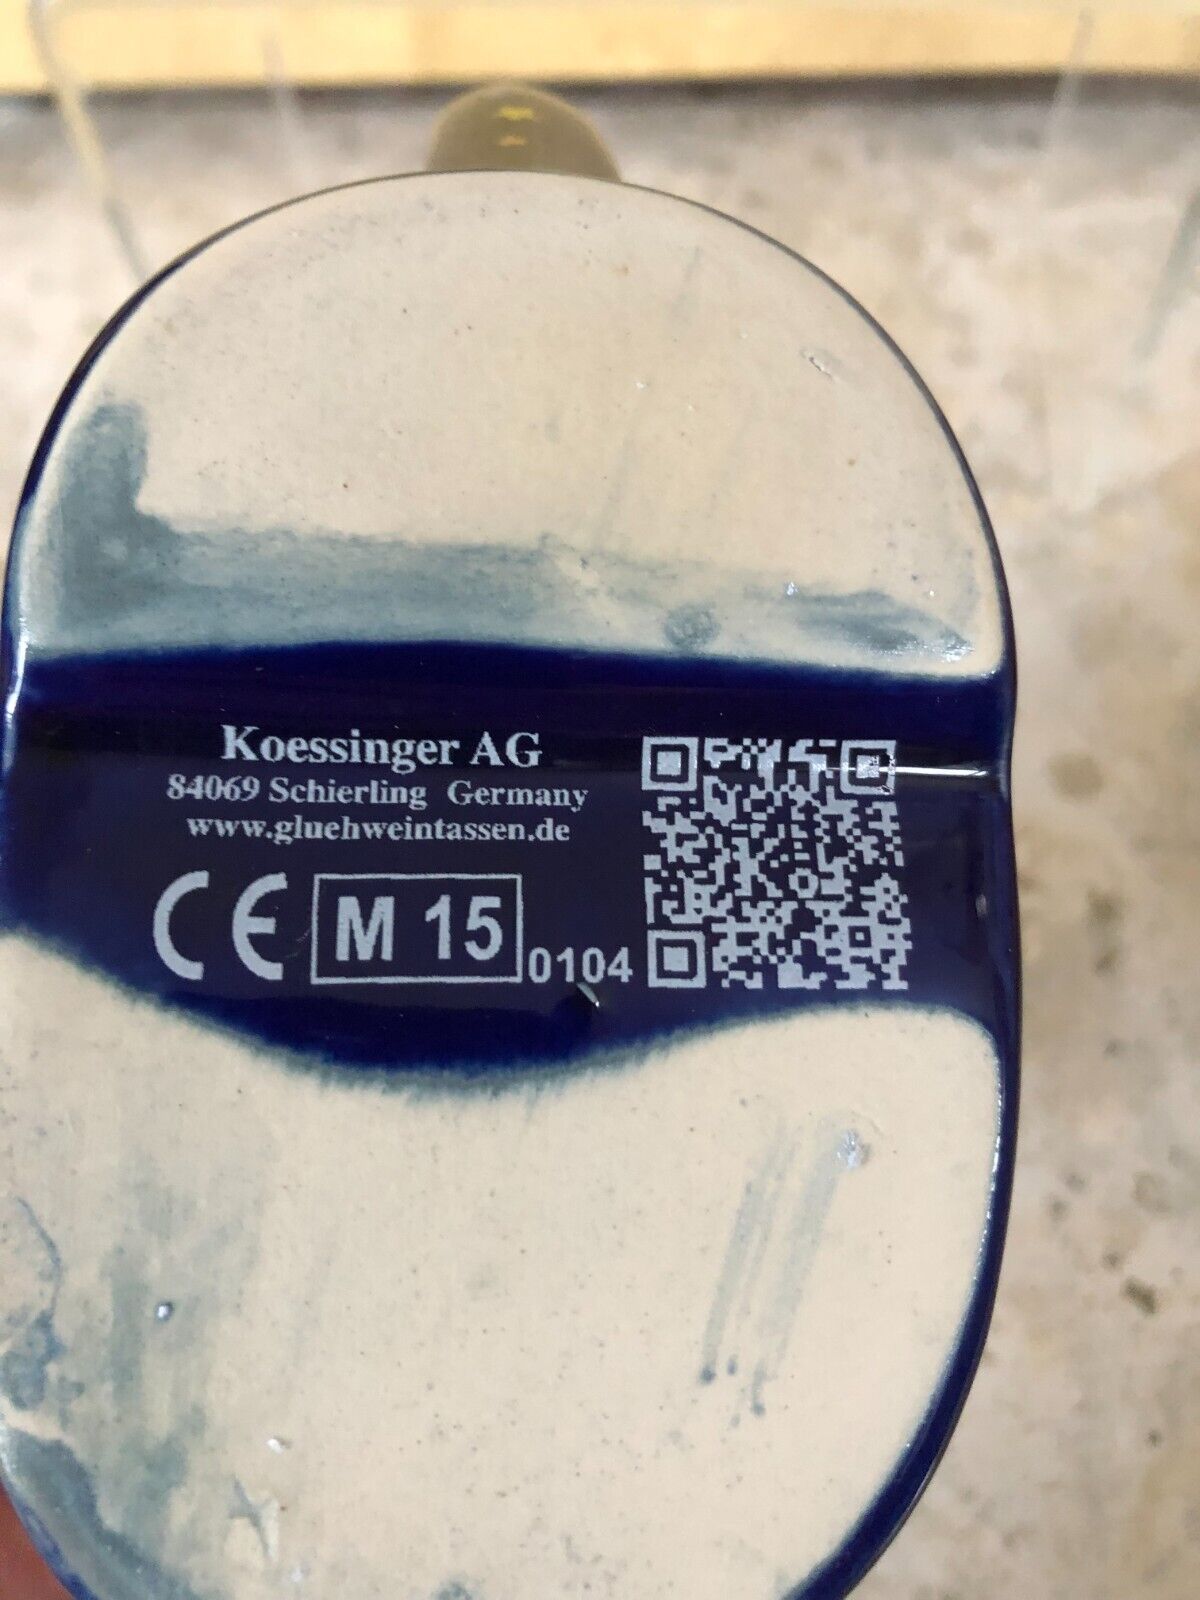 Koessinger AG
84069 Schierling Germany
www.gluehweintassen.de
CE M 15 0104